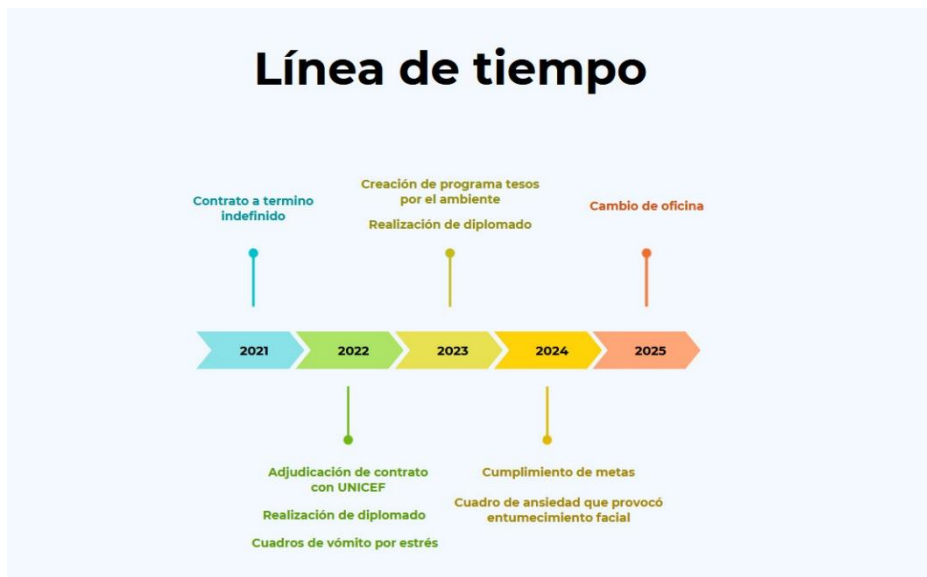 Línea de tiempo
Contrato a termino
indefinido
Creación de programa tesos
por el ambiente
Realización de diplomado
Cambio de oficina
2021
2022
2023
2024
2025
Adjudicación de contrato
con UNICEF
Realización de diplomado
Cuadros de vómito por estrés
Cumplimiento de metas
Cuadro de ansiedad que provocó
entumecimiento facial